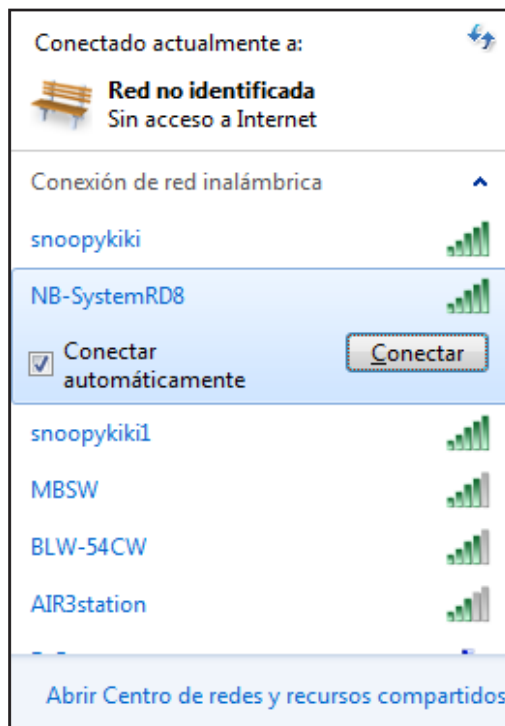 Conectado actualmente a:
Red no identificada
Sin acceso a Internet
Conexión de red inalámbrica
snoopykiki
NB-SystemRD8
Conectar
automáticamente
Conectar
snoopykiki1
MBSW
BLW-54CW
AIR3station
Abrir Centro de redes y recursos compartidos